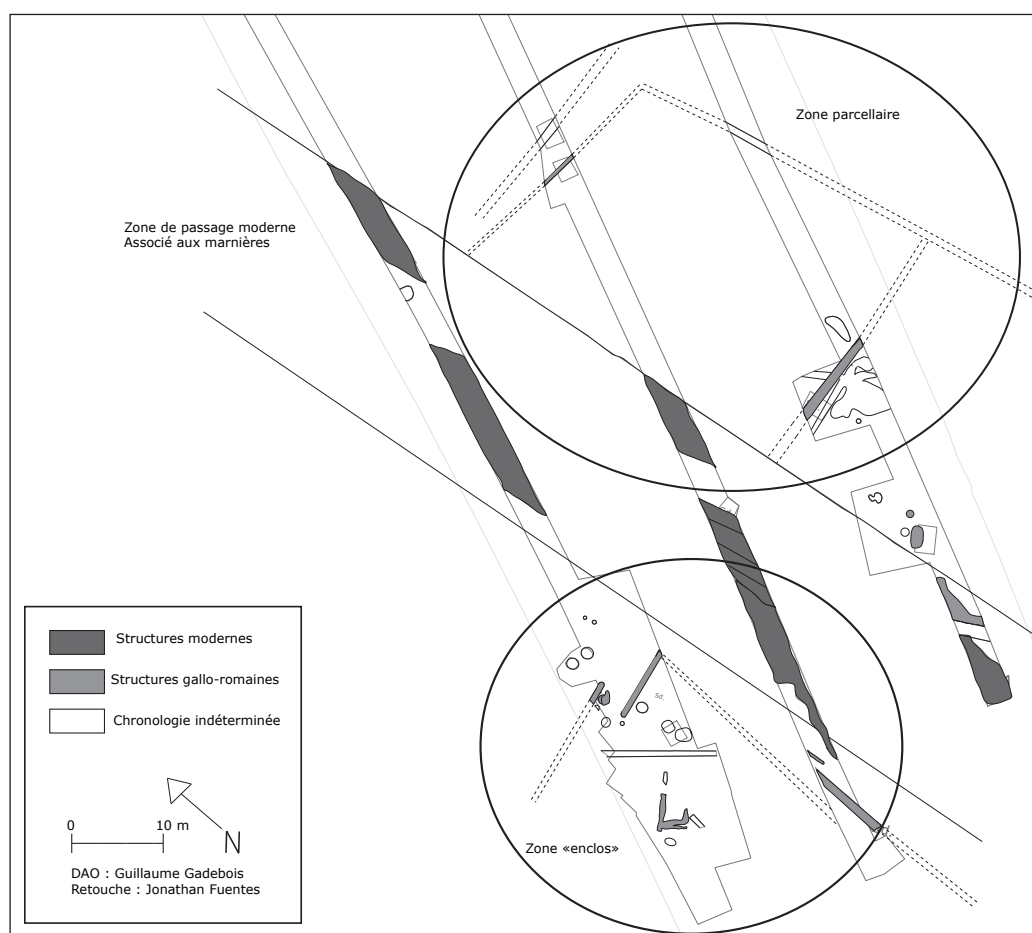 Zone parcellaire
Zone de passage moderne
Associé aux marnières
Sd.
Structures modernes
Structures gallo-romaines
Chronologie indéterminée
0 10 m
N
DAO : Guillaume Gadebois
Retouche : Jonathan Fuentes
Zone «enclos»